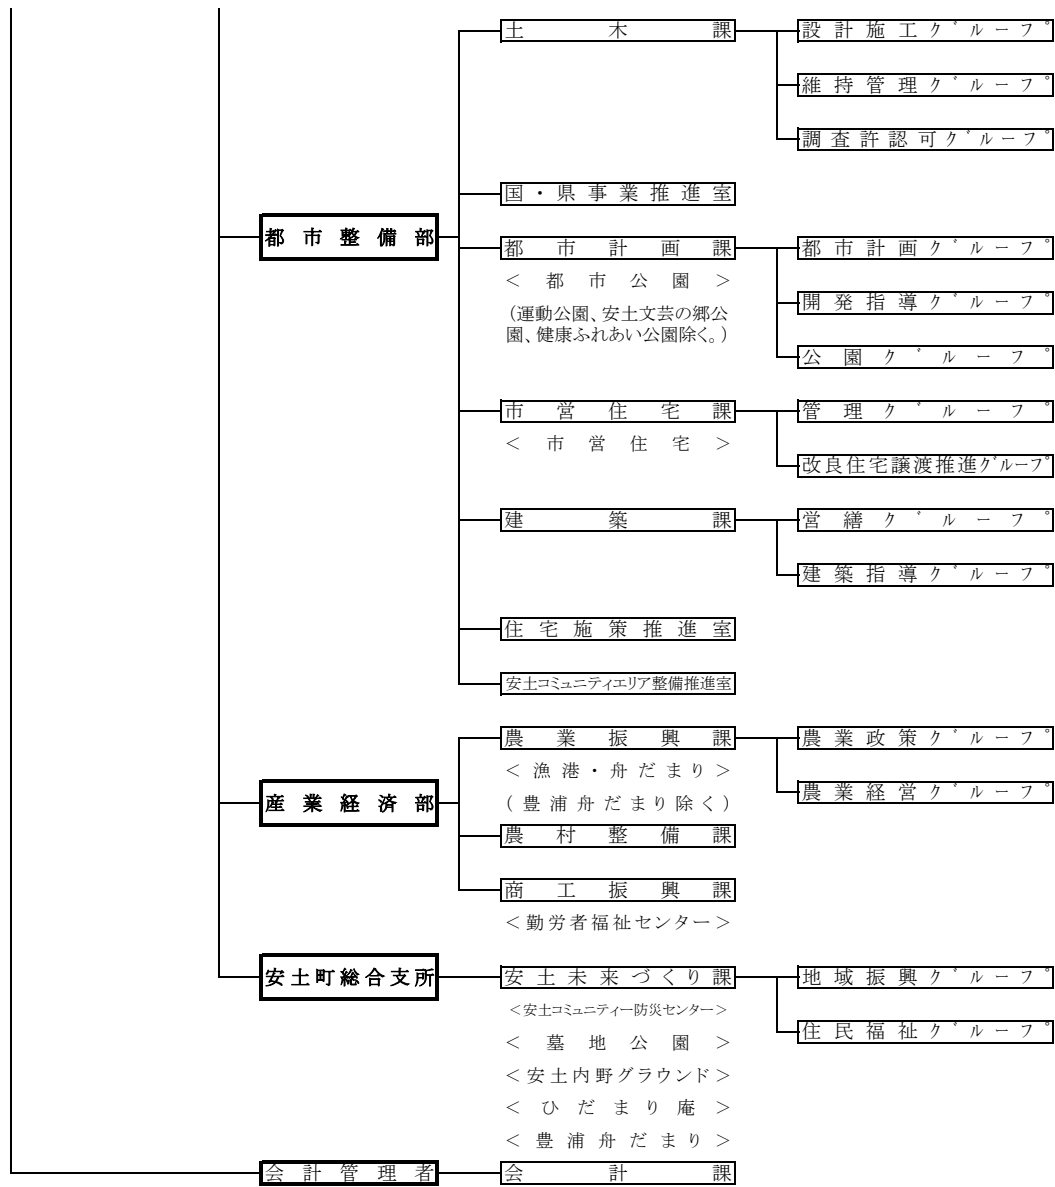 土木課 設計施工グループ
維持管理グループ
調査許認可グループ
国・県事業推進室
都市整備部
都市計画課 都市計画グループ
＜都市公園＞
（運動公園、安土文芸の郷公
園、健康ふれあい公園除く。）
開発指導グループ
公園グループ
市営住宅課 管理グループ
＜市営住宅＞
改良住宅譲渡推進グループ
建築課 営繕グループ
建築指導グループ
住宅施策推進室
安土コミュニティエリア整備推進室
農業振興課 農業政策グループ
＜漁港・舟だまり＞
農業経営グループ
産業経済部
（豊浦舟だまり除く）
農村整備課
商工振興課
＜勤労者福祉センター＞
安土町総合支所 安土未来づくり課 地域振興グループ
＜安土コミュニティー防災センター＞
住民福祉グループ
＜墓地公園＞
＜安土内野グラウンド＞
＜ひだまり庵＞
＜豊浦舟だまり＞
会計管理者 会計課